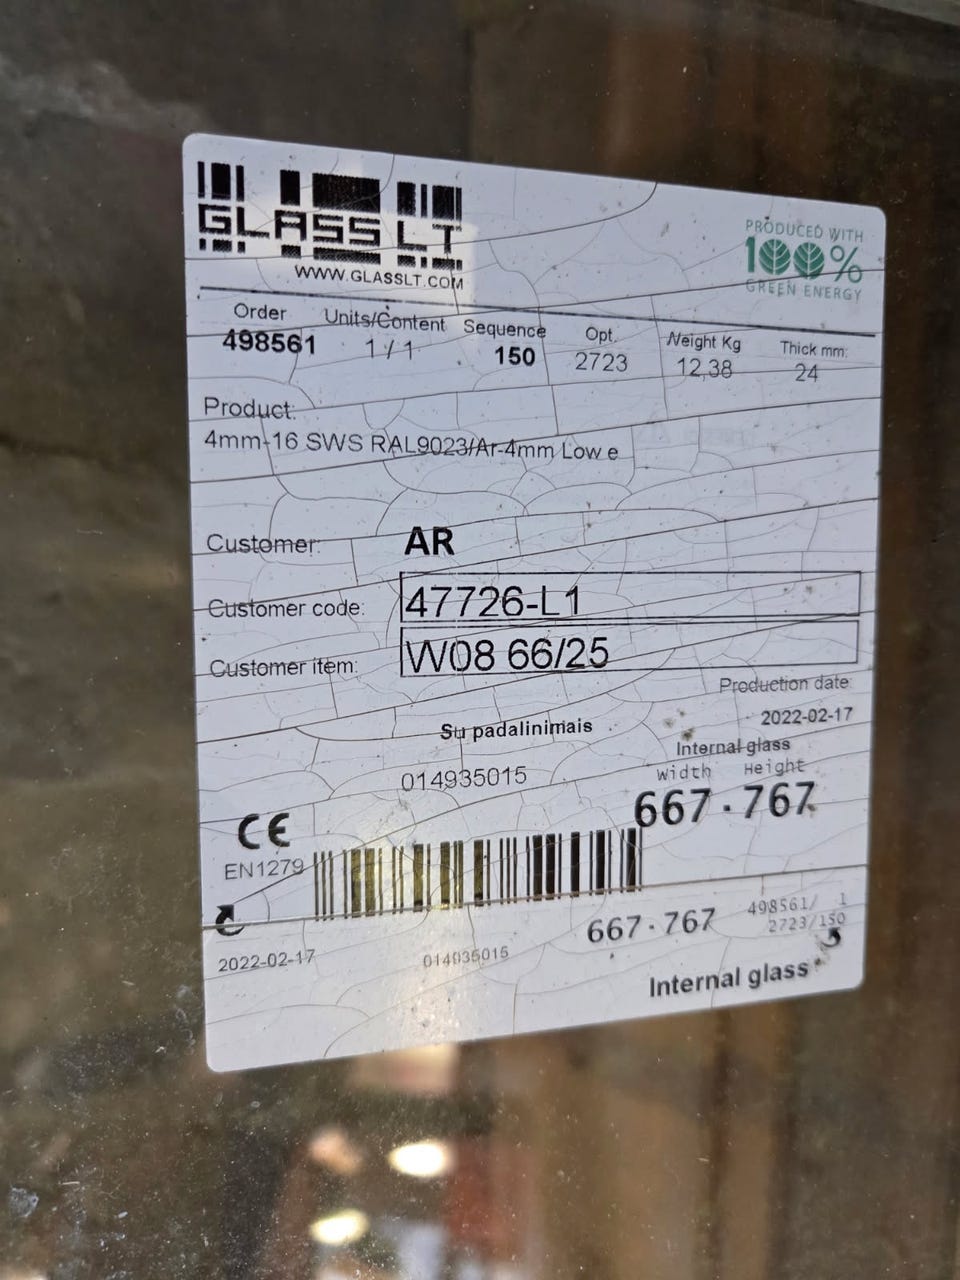 GLASS LT
WWW.GLASSLT.COM
PRODUCED WITH
100%
GREEN ENERGY
Order Units/Content Sequence Opt. Weight Kg Thick mm:
498561 1 / 1 150 2723 12,38 24
Product:
4mm-16 SWS RAL9023/Ar-4mm Low e
Customer: AR
Customer code: 47726-L1
Customer item: W08 66/25
Production date:
2022-02-17
Su padalinimais
Internal glass
Width Height
014935015
667 · 767
CE
EN1279
2022-02-17
014935015
667 · 767
498561/ 1
2723/150
Internal glass